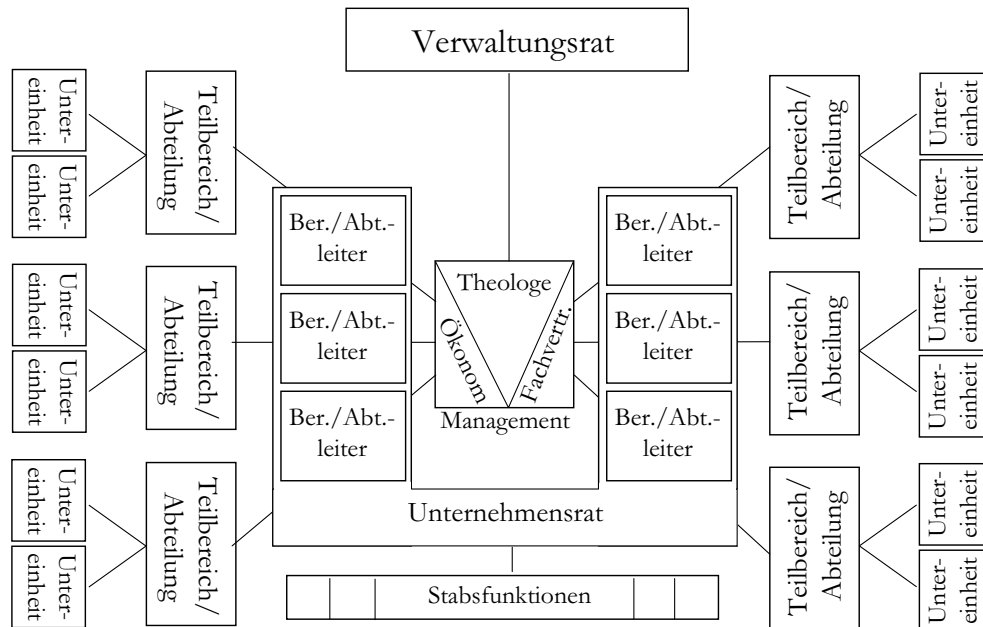 Verwaltungsrat
Unter-
einheit
Unter-
einheit
Teilbereich/
Abteilung
Teilbereich/
Abteilung
Unter-
einheit
Unter-
einheit
Ber./Abt.-
leiter
Ber./Abt.-
leiter
Unter-
einheit
Unter-
einheit
Teilbereich/
Abteilung
Ber./Abt.-
leiter
Theologe
Ökonom
Fachvertr.
Management
Ber./Abt.-
leiter
Teilbereich/
Abteilung
Unter-
einheit
Unter-
einheit
Ber./Abt.-
leiter
Ber./Abt.-
leiter
Unter-
einheit
Unter-
einheit
Teilbereich/
Abteilung
Unternehmensrat
Teilbereich/
Abteilung
Unter-
einheit
Unter-
einheit
Stabsfunktionen